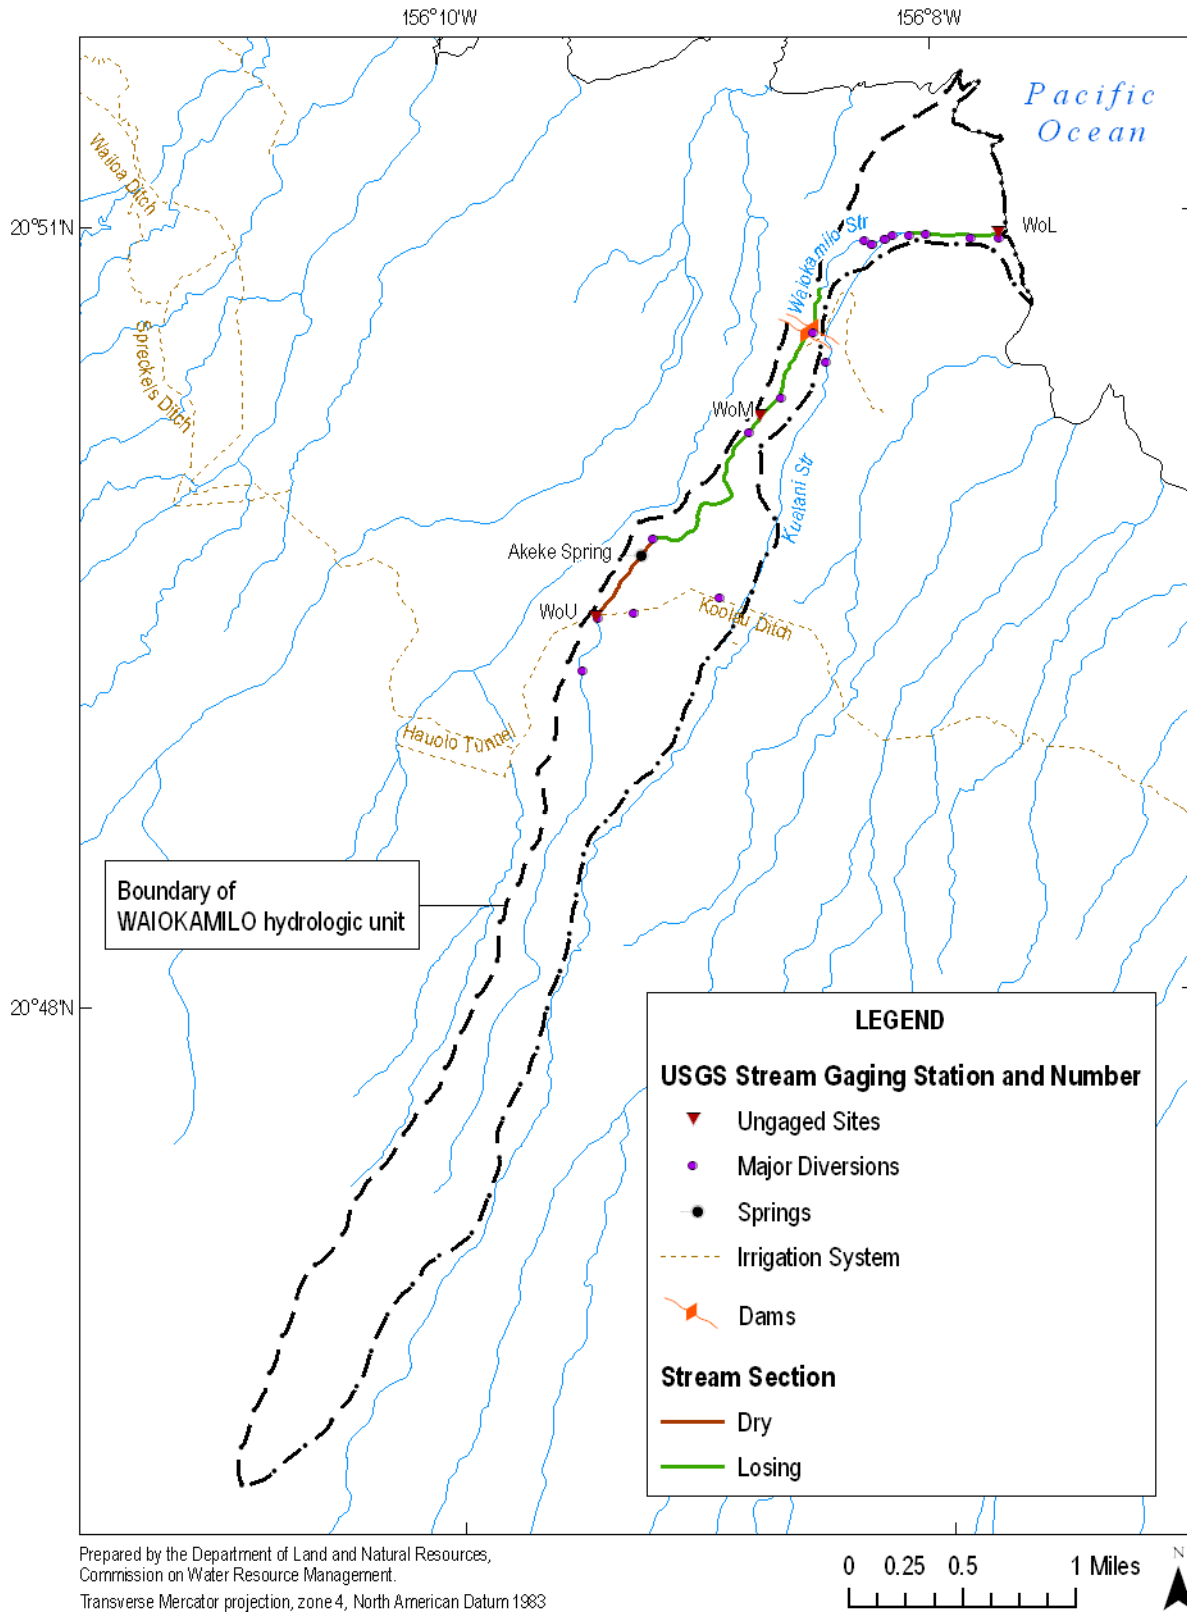 156°10'W
156°8'W
Pacific
Ocean
Wailoa Ditch
20°51'N
Waiokamilo Str
WoL
Spreckels Ditch
WoM
Kualani Str
Akeke Spring
WoU
Koolau Ditch
Hauolo Tunnel
Boundary of
WAIOKAMILO hydrologic unit
20°48'N
LEGEND
USGS Stream Gaging Station and Number
Ungaged Sites
Major Diversions
Springs
Irrigation System
Dams
Stream Section
Dry
Losing
Prepared by the Department of Land and Natural Resources,
Commission on Water Resource Management.
Transverse Mercator projection, zone 4, North American Datum 1983
0 0.25 0.5 1 Miles
N